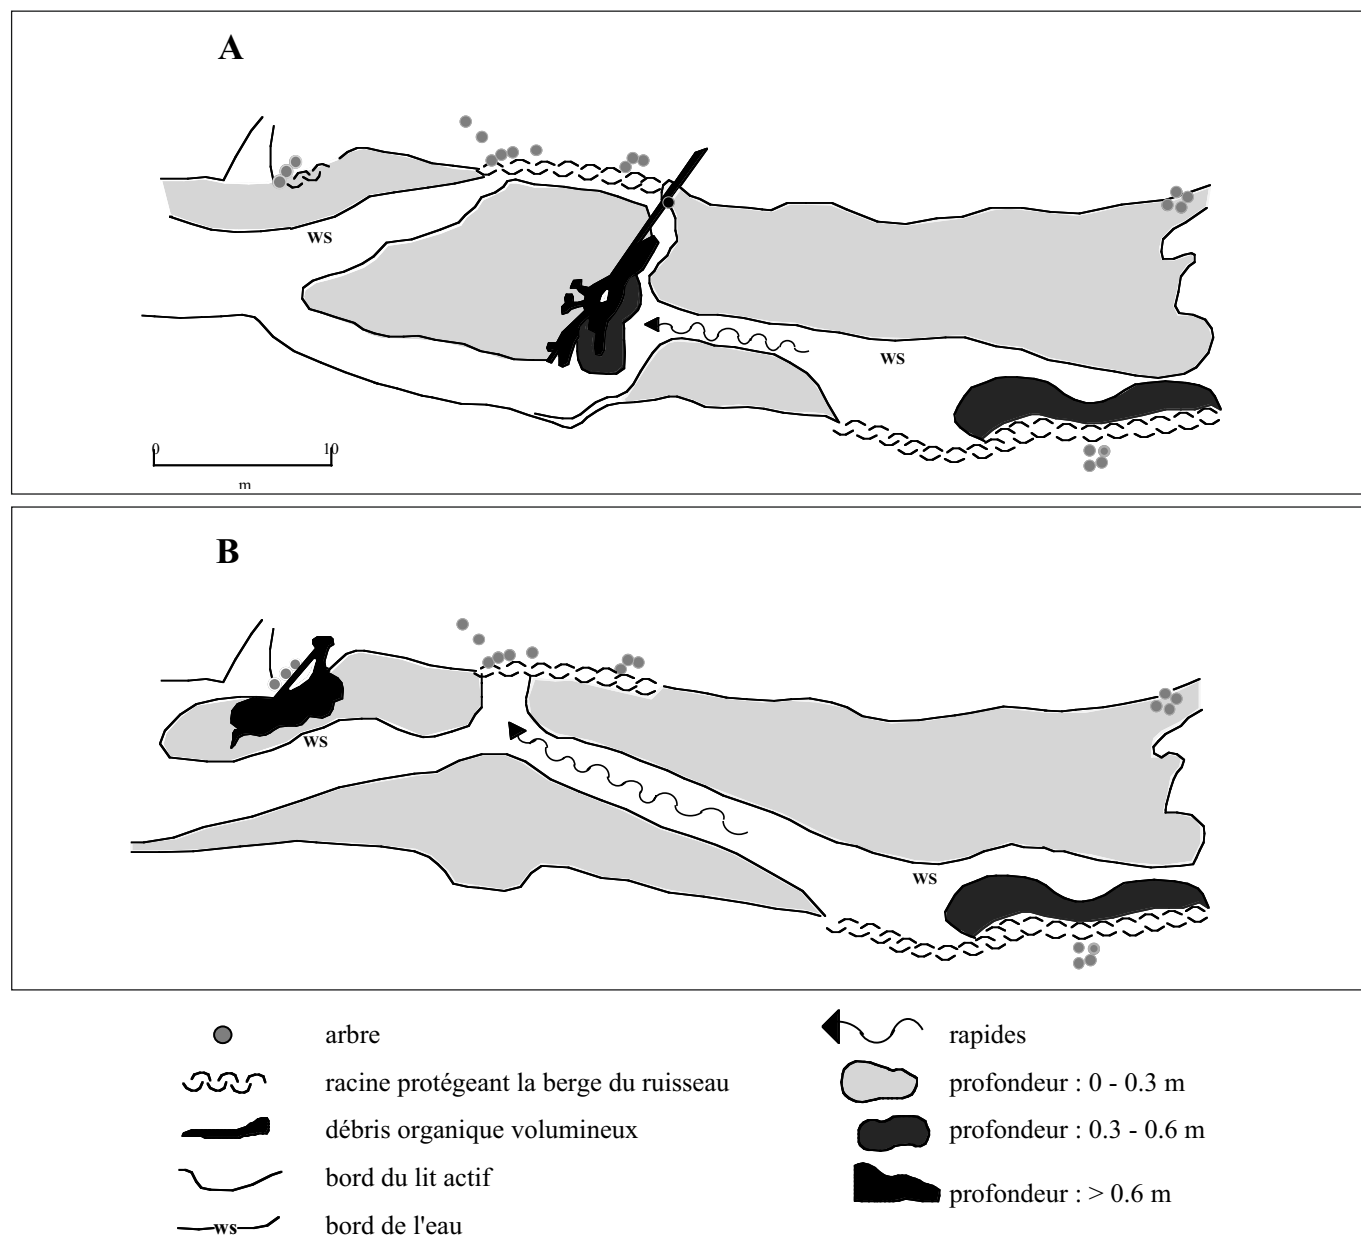 A
ws
ws
0 10
m
B
ws
ws
arbre
racine protégeant la berge du ruisseau
débris organique volumineux
bord du lit actif
ws bord de l'eau
rapides
profondeur : 0 - 0.3 m
profondeur : 0.3 - 0.6 m
profondeur : > 0.6 m